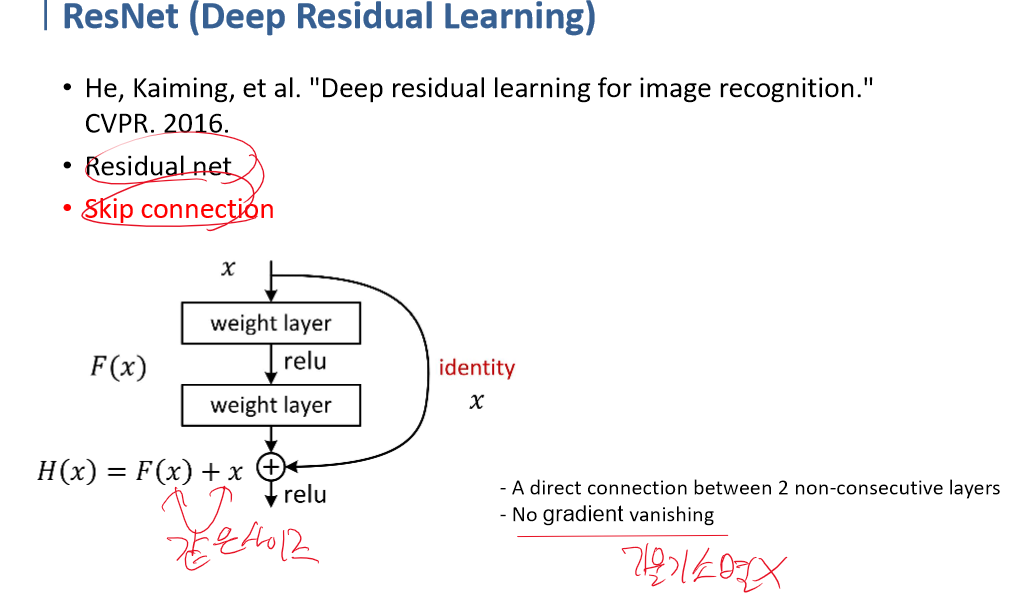 ResNet (Deep Residual Learning)
• He, Kaiming, et al. "Deep residual learning for image recognition."
CVPR. 2016.
• Residual net
• Skip connection
x
weight layer
F(x)
relu
identity
x
weight layer
H(x) = F(x) + x
relu
- A direct connection between 2 non-consecutive layers
- No gradient vanishing
같은 사이즈
기울기 소멸X